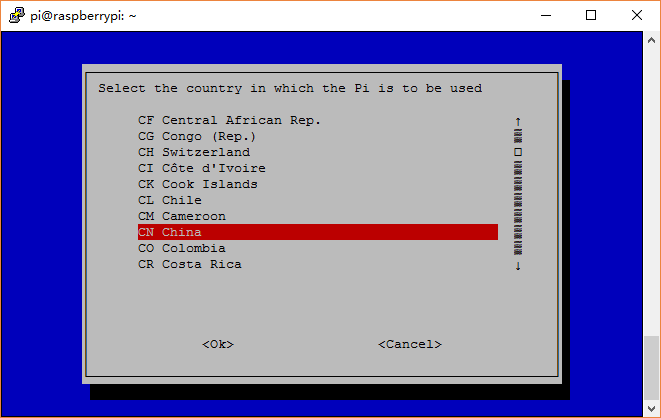 pi@raspberrypi: ~
Select the country in which the Pi is to be used
CF Central African Rep.
CG Congo (Rep.)
CH Switzerland
CI Côte d'Ivoire
CK Cook Islands
CL Chile
CM Cameroon
CN China
CO Colombia
CR Costa Rica
<Ok> <Cancel>